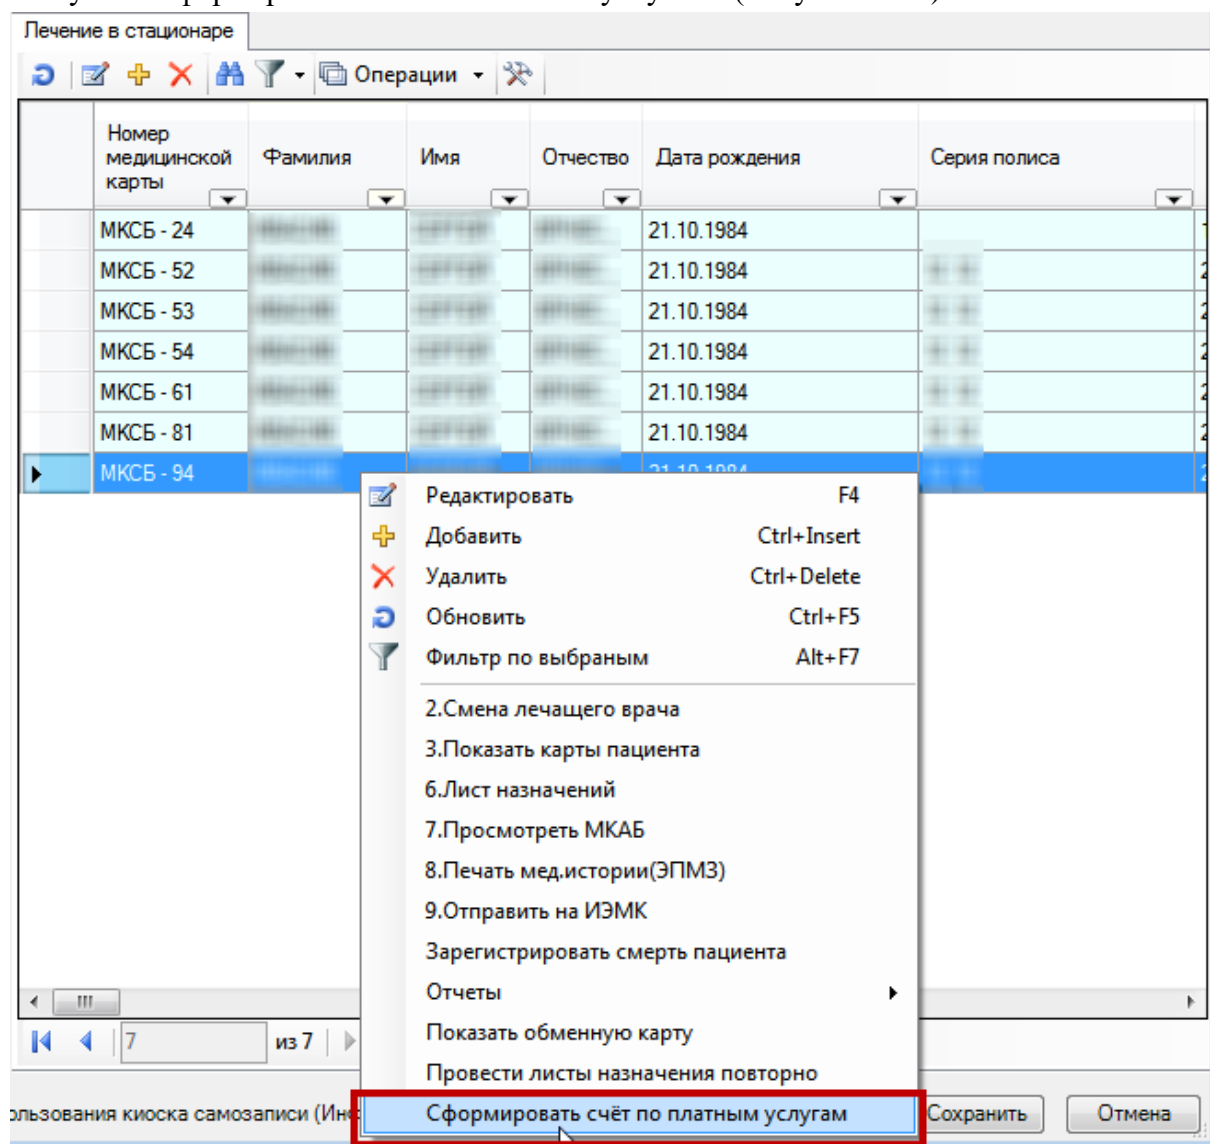 Лечение в стационаре
Операции
Номер медицинской карты Фамилия Имя Отчество Дата рождения Серия полиса
МКСБ - 24 21.10.1984
МКСБ - 52 21.10.1984
МКСБ - 53 21.10.1984
МКСБ - 54 21.10.1984
МКСБ - 61 21.10.1984
МКСБ - 81 21.10.1984
МКСБ - 94 21.10.1984
Редактировать F4
Добавить Ctrl+Insert
Удалить Ctrl+Delete
Обновить Ctrl+F5
Фильтр по выбраным Alt+F7
2.Смена лечащего врача
3.Показать карты пациента
6.Лист назначений
7.Просмотреть МКАБ
8.Печать мед.истории(ЭПМЗ)
9.Отправить на ИЭМК
Зарегистрировать смерть пациента
Отчеты
Показать обменную карту
7 из 7
Провести листы назначения повторно
Сформировать счёт по платным услугам
киоска самозаписи Сохранить Отмена